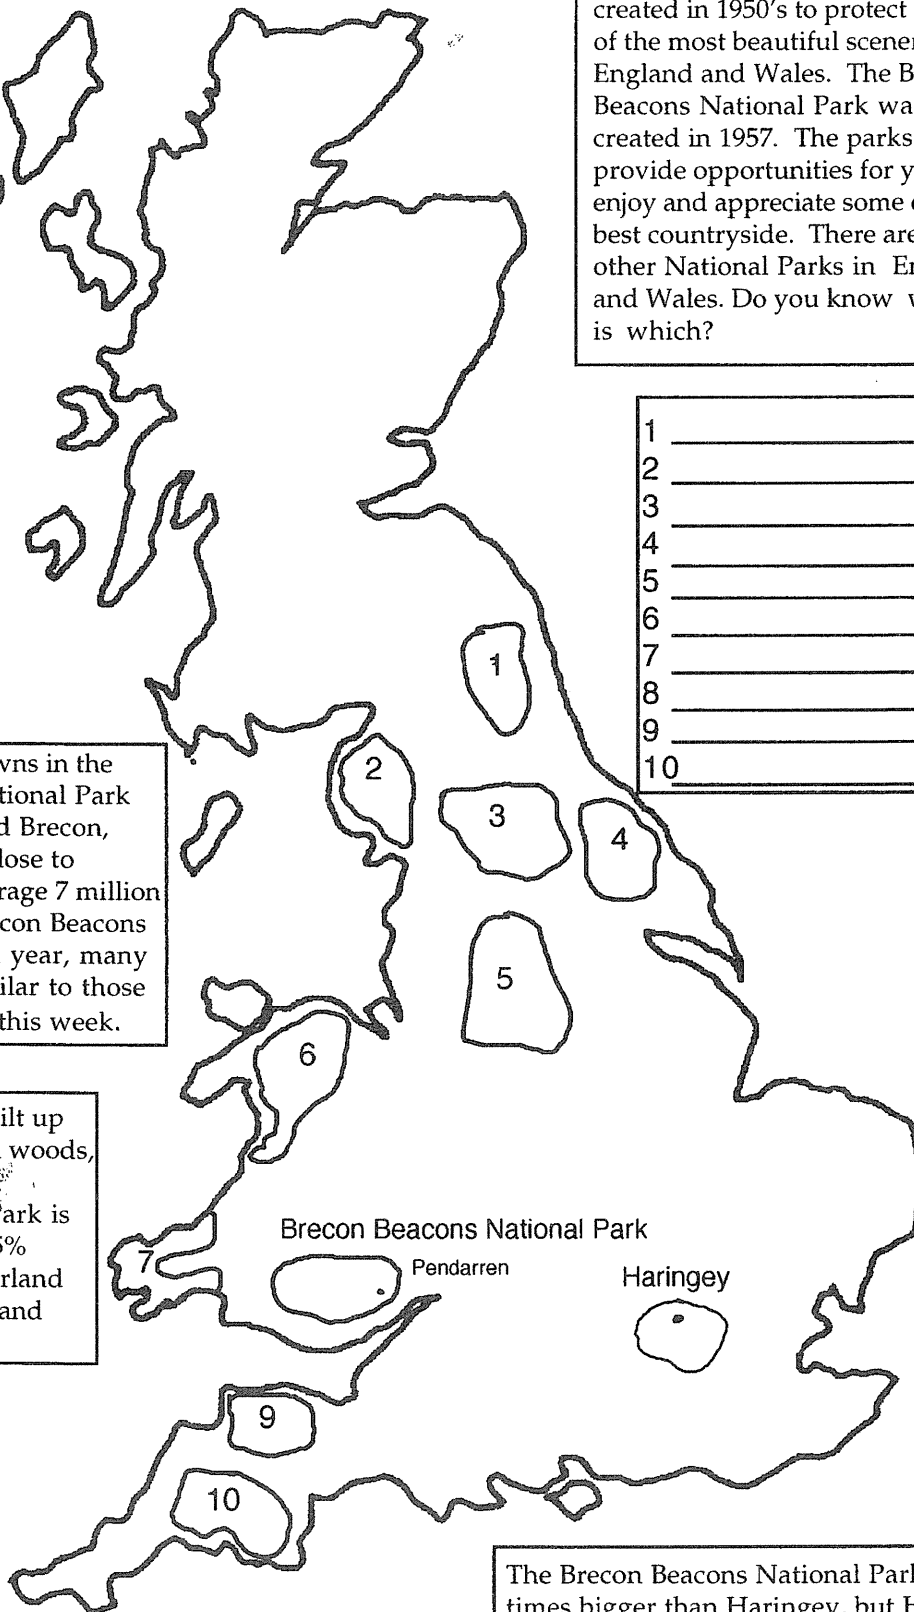 created in 1950's to protect
of the most beautiful scener
England and Wales. The B
Beacons National Park wa
created in 1957. The parks
provide opportunities for y
enjoy and appreciate some
best countryside. There are
other National Parks in En
and Wales. Do you know
is which?
1
2
3
4
5
6
7
8
9
10
1
2
3
4
5
6
7
9
10
wns in the
tional Park
d Brecon,
lose to
rage 7 million
con Beacons
year, many
ilar to those
this week.
ilt up
woods,
ark is
%
rland
and
Brecon Beacons National Park
Pendarren
Haringey
The Brecon Beacons National Park
times bigger than Haringey, but H